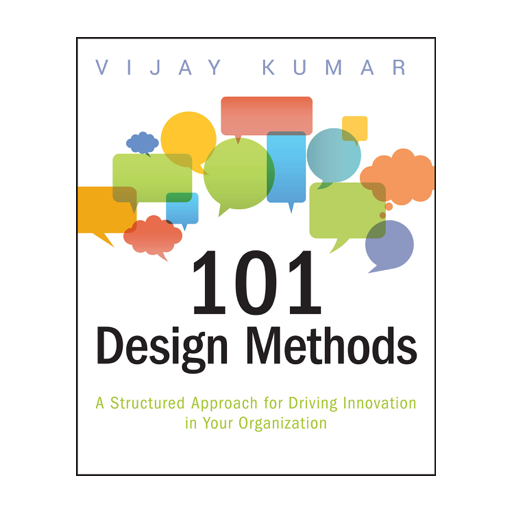 VIJAY KUMAR
101
Design Methods
A Structured Approach for Driving Innovation
in Your Organization